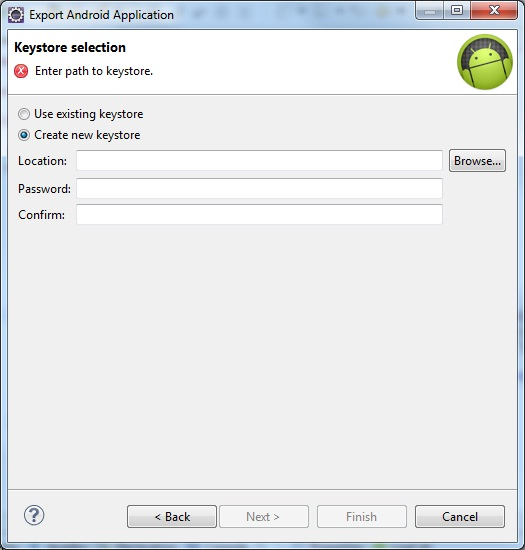 Export Android Application
Keystore selection
Enter path to keystore.
Use existing keystore
Create new keystore
Location:
Browse...
Password:
Confirm:
?
< Back
Next >
Finish
Cancel